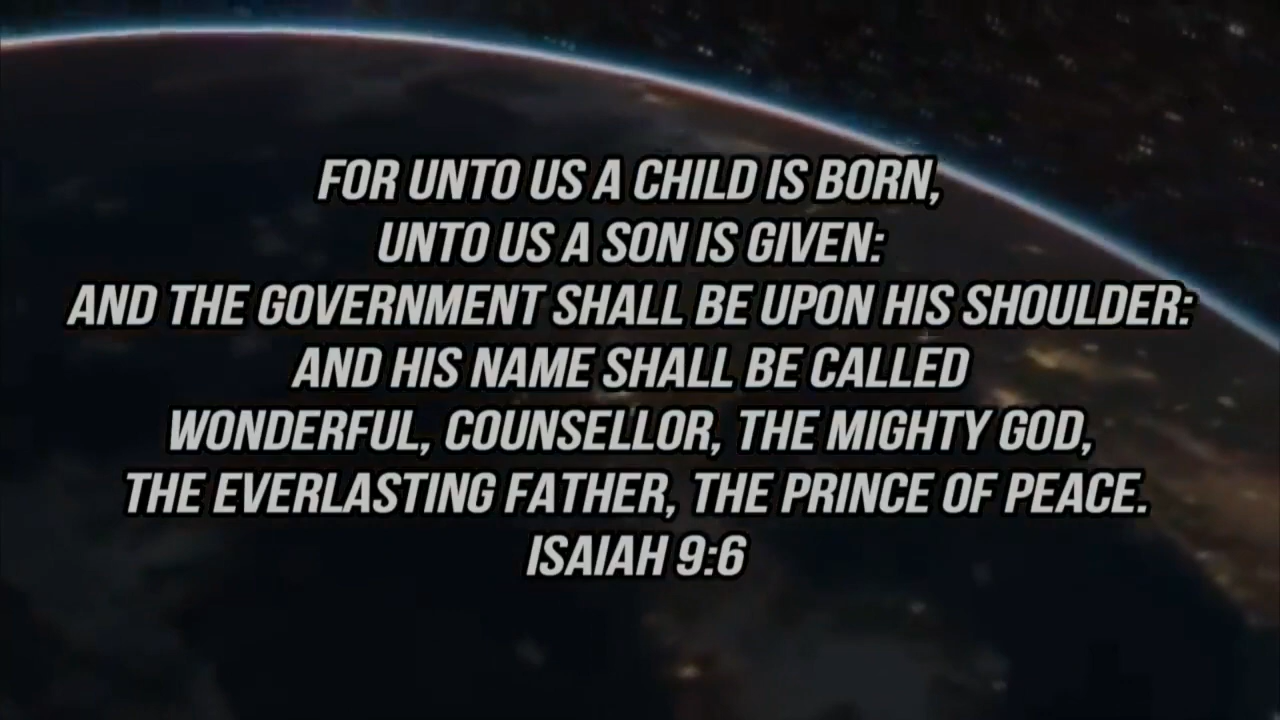 FOR UNTO US A CHILD IS BORN,
UNTO US A SON IS GIVEN:
AND THE GOVERNMENT SHALL BE UPON HIS SHOULDER:
AND HIS NAME SHALL BE CALLED
WONDERFUL, COUNSELLOR, THE MIGHTY GOD,
THE EVERLASTING FATHER, THE PRINCE OF PEACE.
ISAIAH 9:6